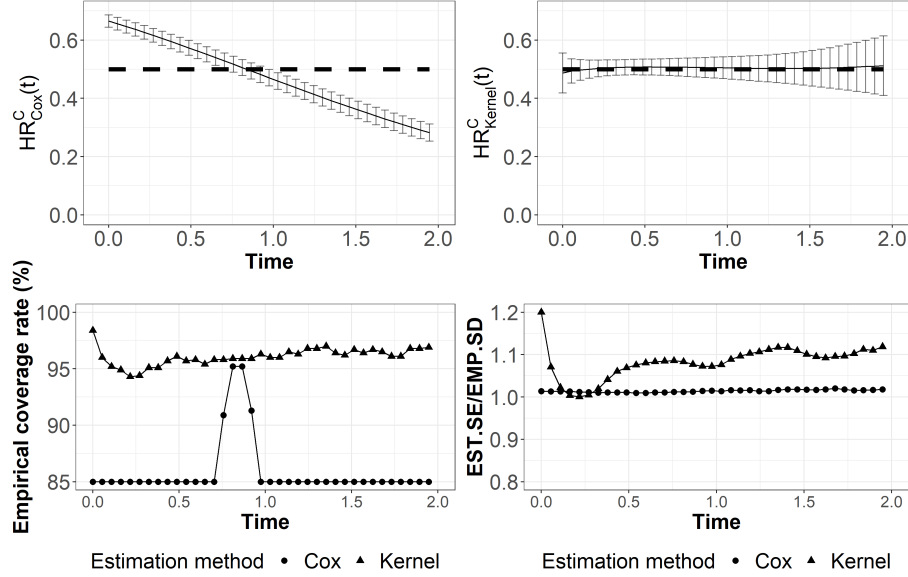 HR^C_Cox(t)
0.6
0.4
0.2
0.0
0.0 0.5 1.0 1.5 2.0
Time
HR^C_Kernel(t)
0.6
0.4
0.2
0.0
0.0 0.5 1.0 1.5 2.0
Time
Empirical coverage rate (%)
100
95
90
85
0.0 0.5 1.0 1.5 2.0
Time
Estimation method Cox Kernel
EST.SE/EMP.SD
1.2
1.1
1.0
0.9
0.8
0.0 0.5 1.0 1.5 2.0
Time
Estimation method Cox Kernel